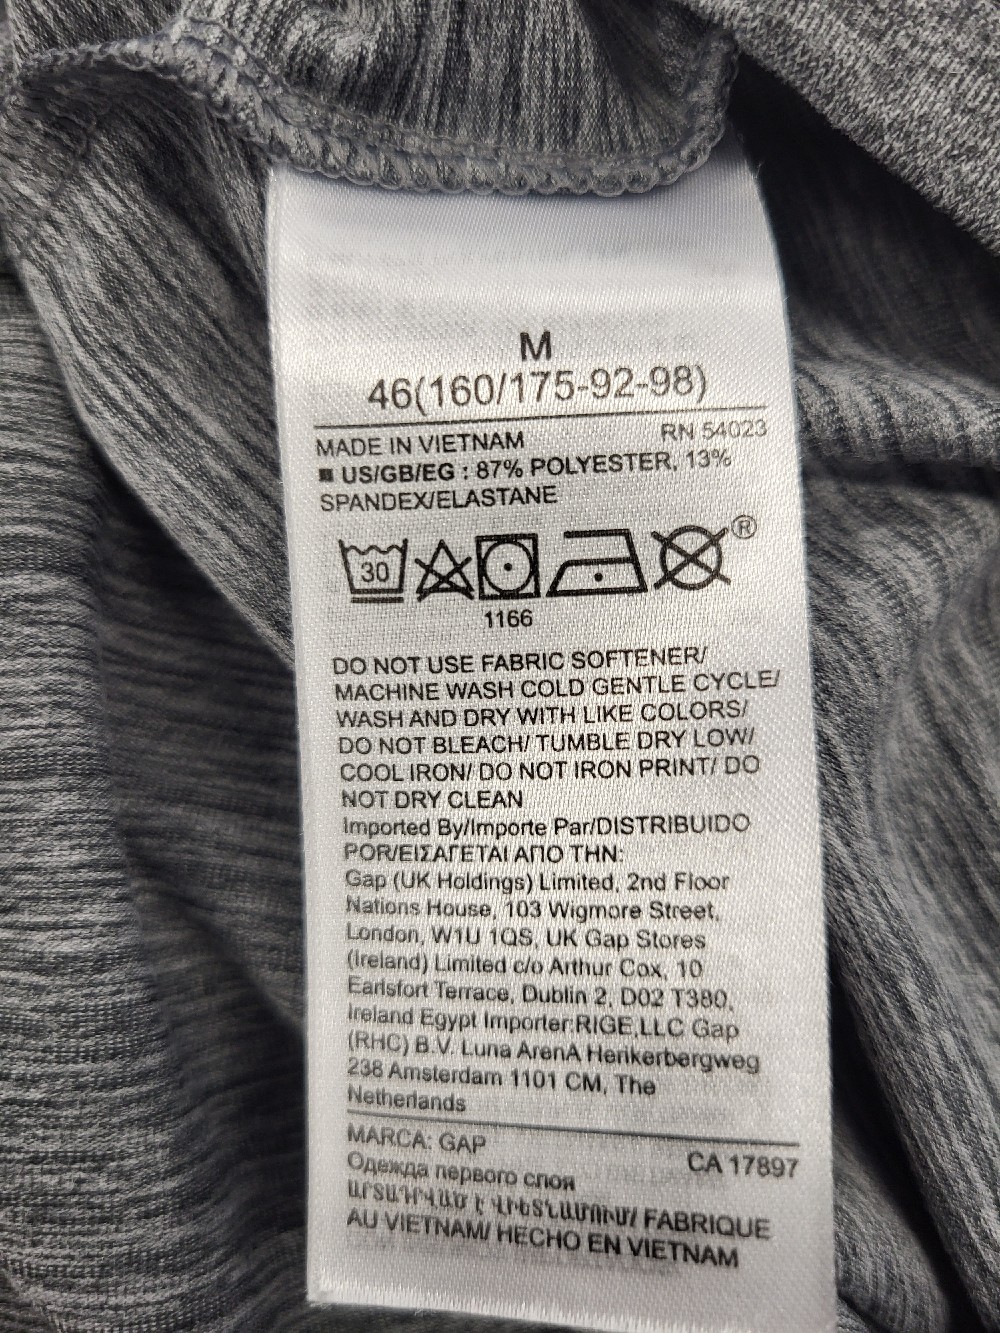 M
46(160/175-92-98)
MADE IN VIETNAM RN 54023
■ US/GB/EG : 87% POLYESTER, 13%
SPANDEX/ELASTANE
30 ®
1166
DO NOT USE FABRIC SOFTENER/
MACHINE WASH COLD GENTLE CYCLE/
WASH AND DRY WITH LIKE COLORS/
DO NOT BLEACH/ TUMBLE DRY LOW/
COOL IRON/ DO NOT IRON PRINT/ DO
NOT DRY CLEAN
Imported By/Importe Par/DISTRIBUIDO
POR/ΕΙΣΑΓΕΤΑΙ ΑΠΟ ΤΗΝ:
Gap (UK Holdings) Limited, 2nd Floor
Nations House, 103 Wigmore Street,
London, W1U 1QS, UK Gap Stores
(Ireland) Limited c/o Arthur Cox, 10
Earlsfort Terrace, Dublin 2, D02 T380,
Ireland Egypt Importer:RIGE,LLC Gap
(RHC) B.V. Luna ArenA Herikerbergweg
238 Amsterdam 1101 CM, The
Netherlands
MARCA: GAP
CA 17897
Одежда первого слоя
ԱՐՏԱԴՐՎԱԾ Է ՎԻԵՏՆԱՄՈՒՄ/ FABRIQUE
AU VIETNAM/ HECHO EN VIETNAM